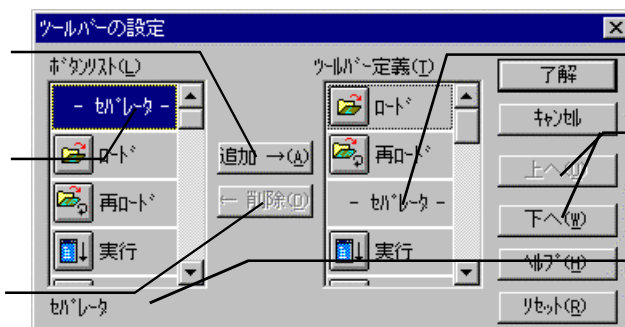 ツールバーの設定
ボタンリスト(L)
ツールバー定義(T)
- セパレータ -
ロード
再ロード
実行
追加 →(A)
← 削除(D)
ロード
再ロード
- セパレータ -
実行
了解
キャンセル
上へ(U)
下へ(W)
ヘルプ(H)
リセット(R)
セパレータ